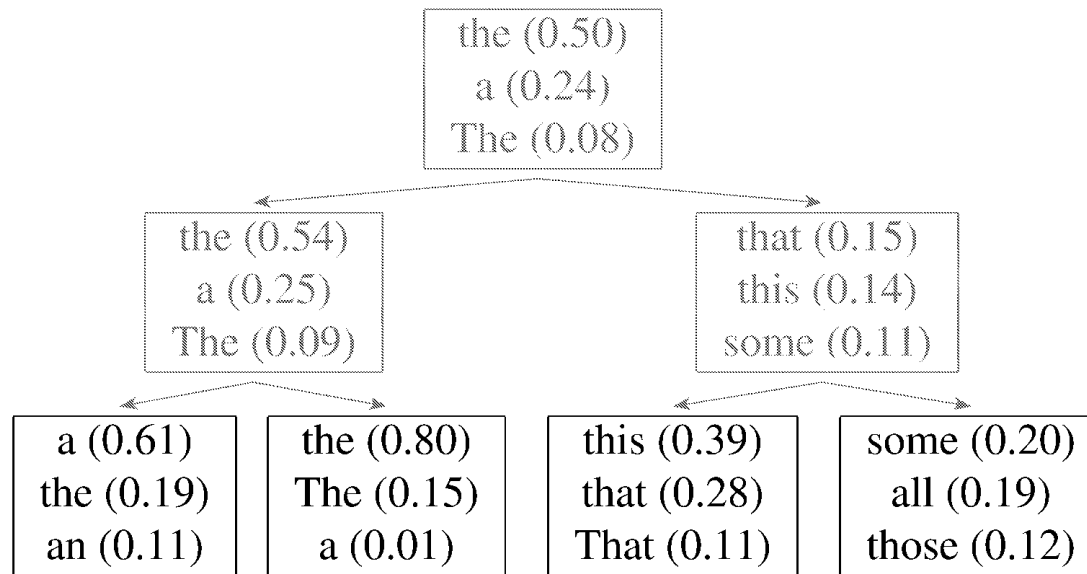 the (0.50)
a (0.24)
The (0.08)
the (0.54)
a (0.25)
The (0.09)
that (0.15)
this (0.14)
some (0.11)
a (0.61)
the (0.19)
an (0.11)
the (0.80)
The (0.15)
a (0.01)
this (0.39)
that (0.28)
That (0.11)
some (0.20)
all (0.19)
those (0.12)